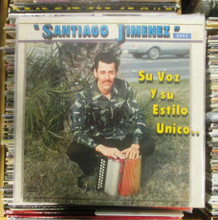 "SANTIAGO JIMENEZ"
Su Voz
Y su
Estilo
Unico..